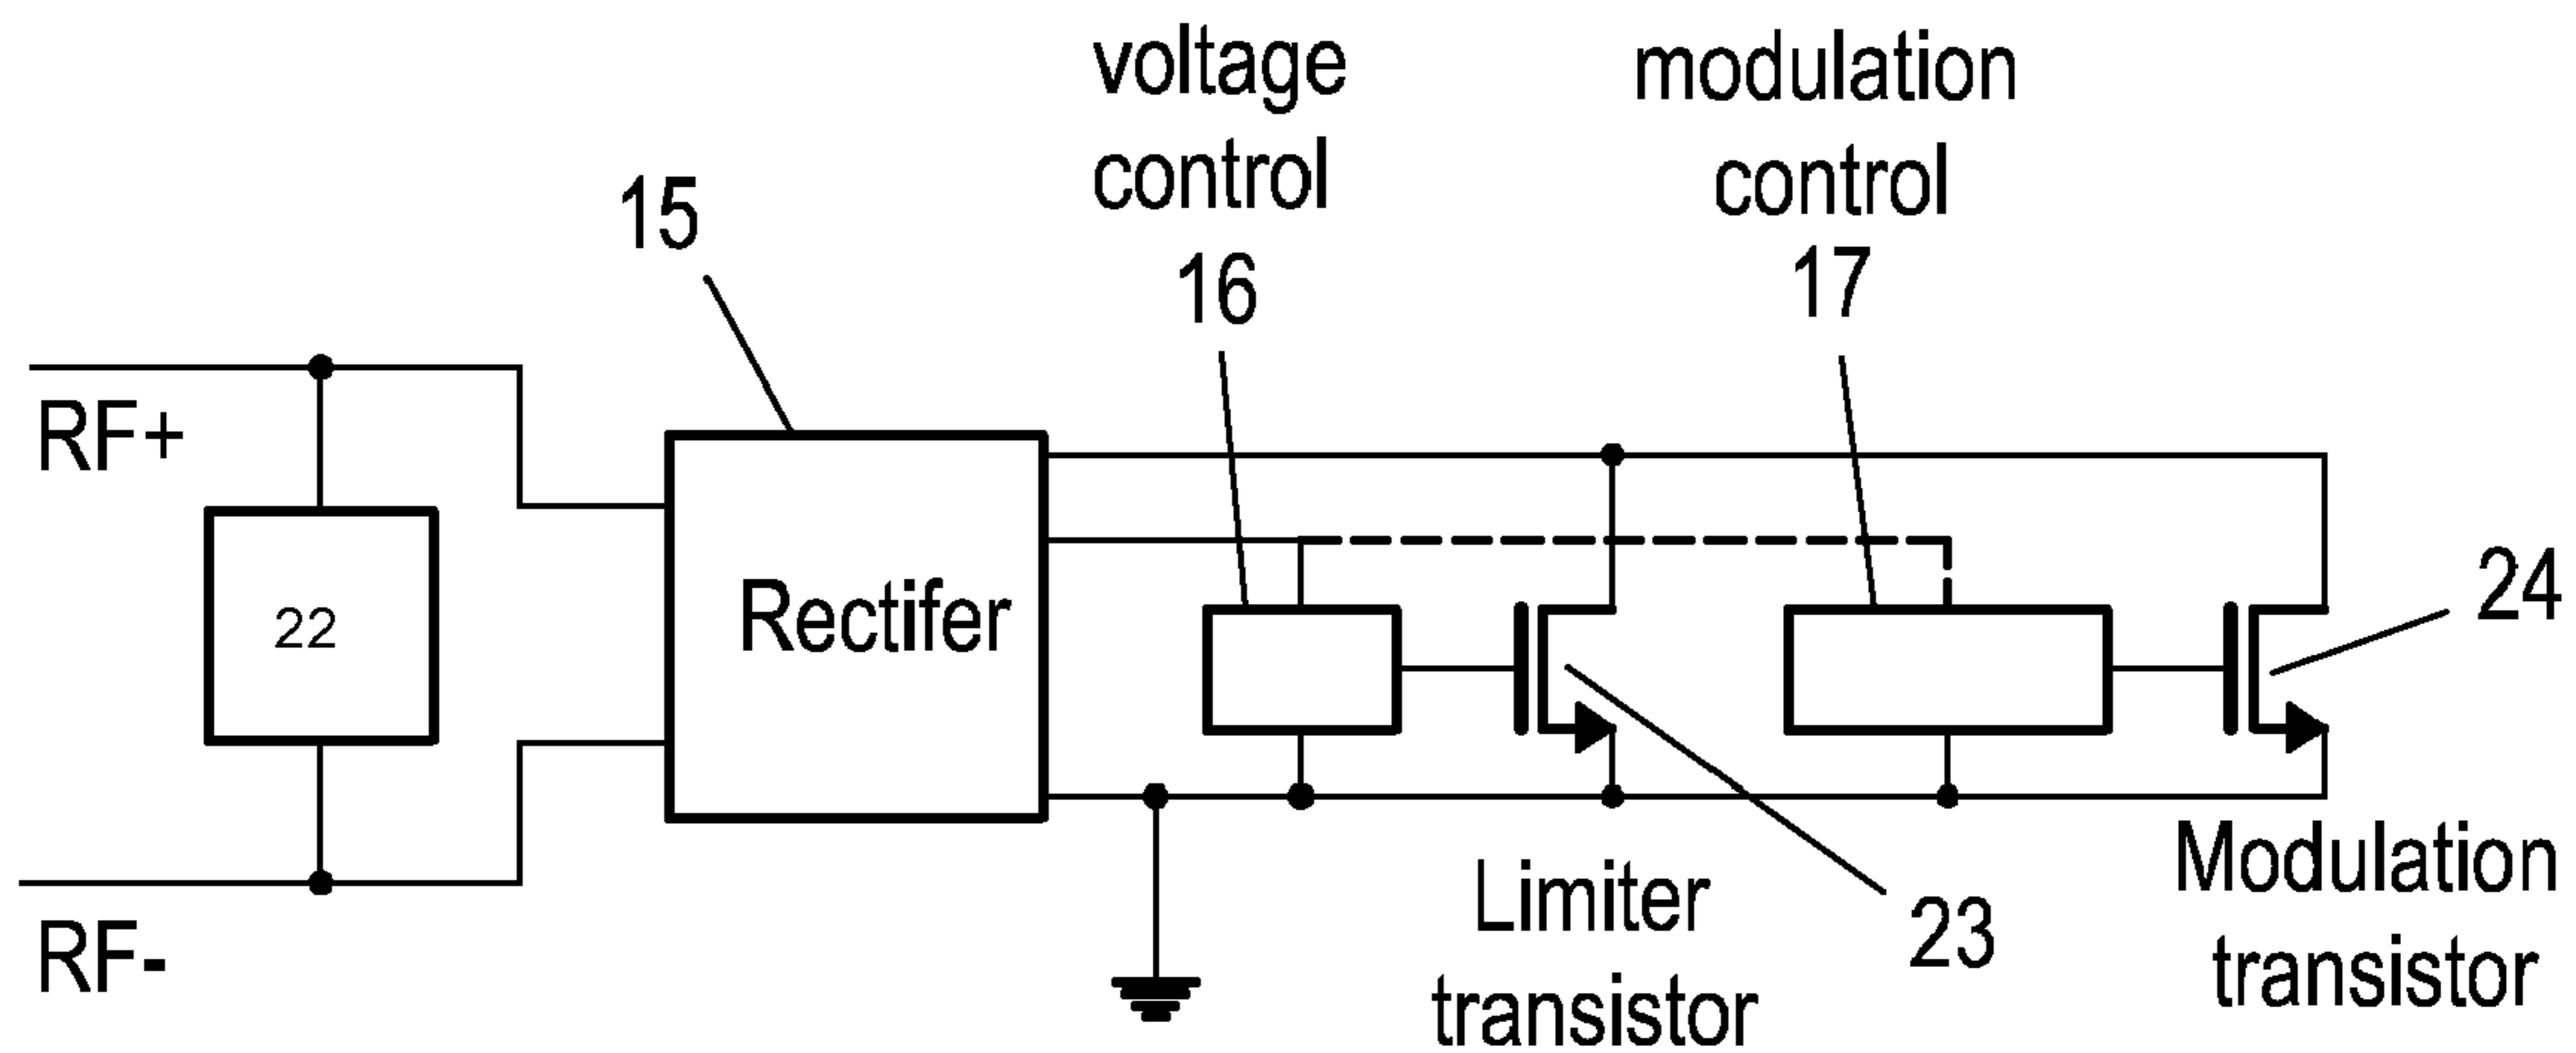 voltage
control
16
modulation
control
17
15
RF+
22
Rectifer
24
RF-
Limiter
transistor
23
Modulation
transistor